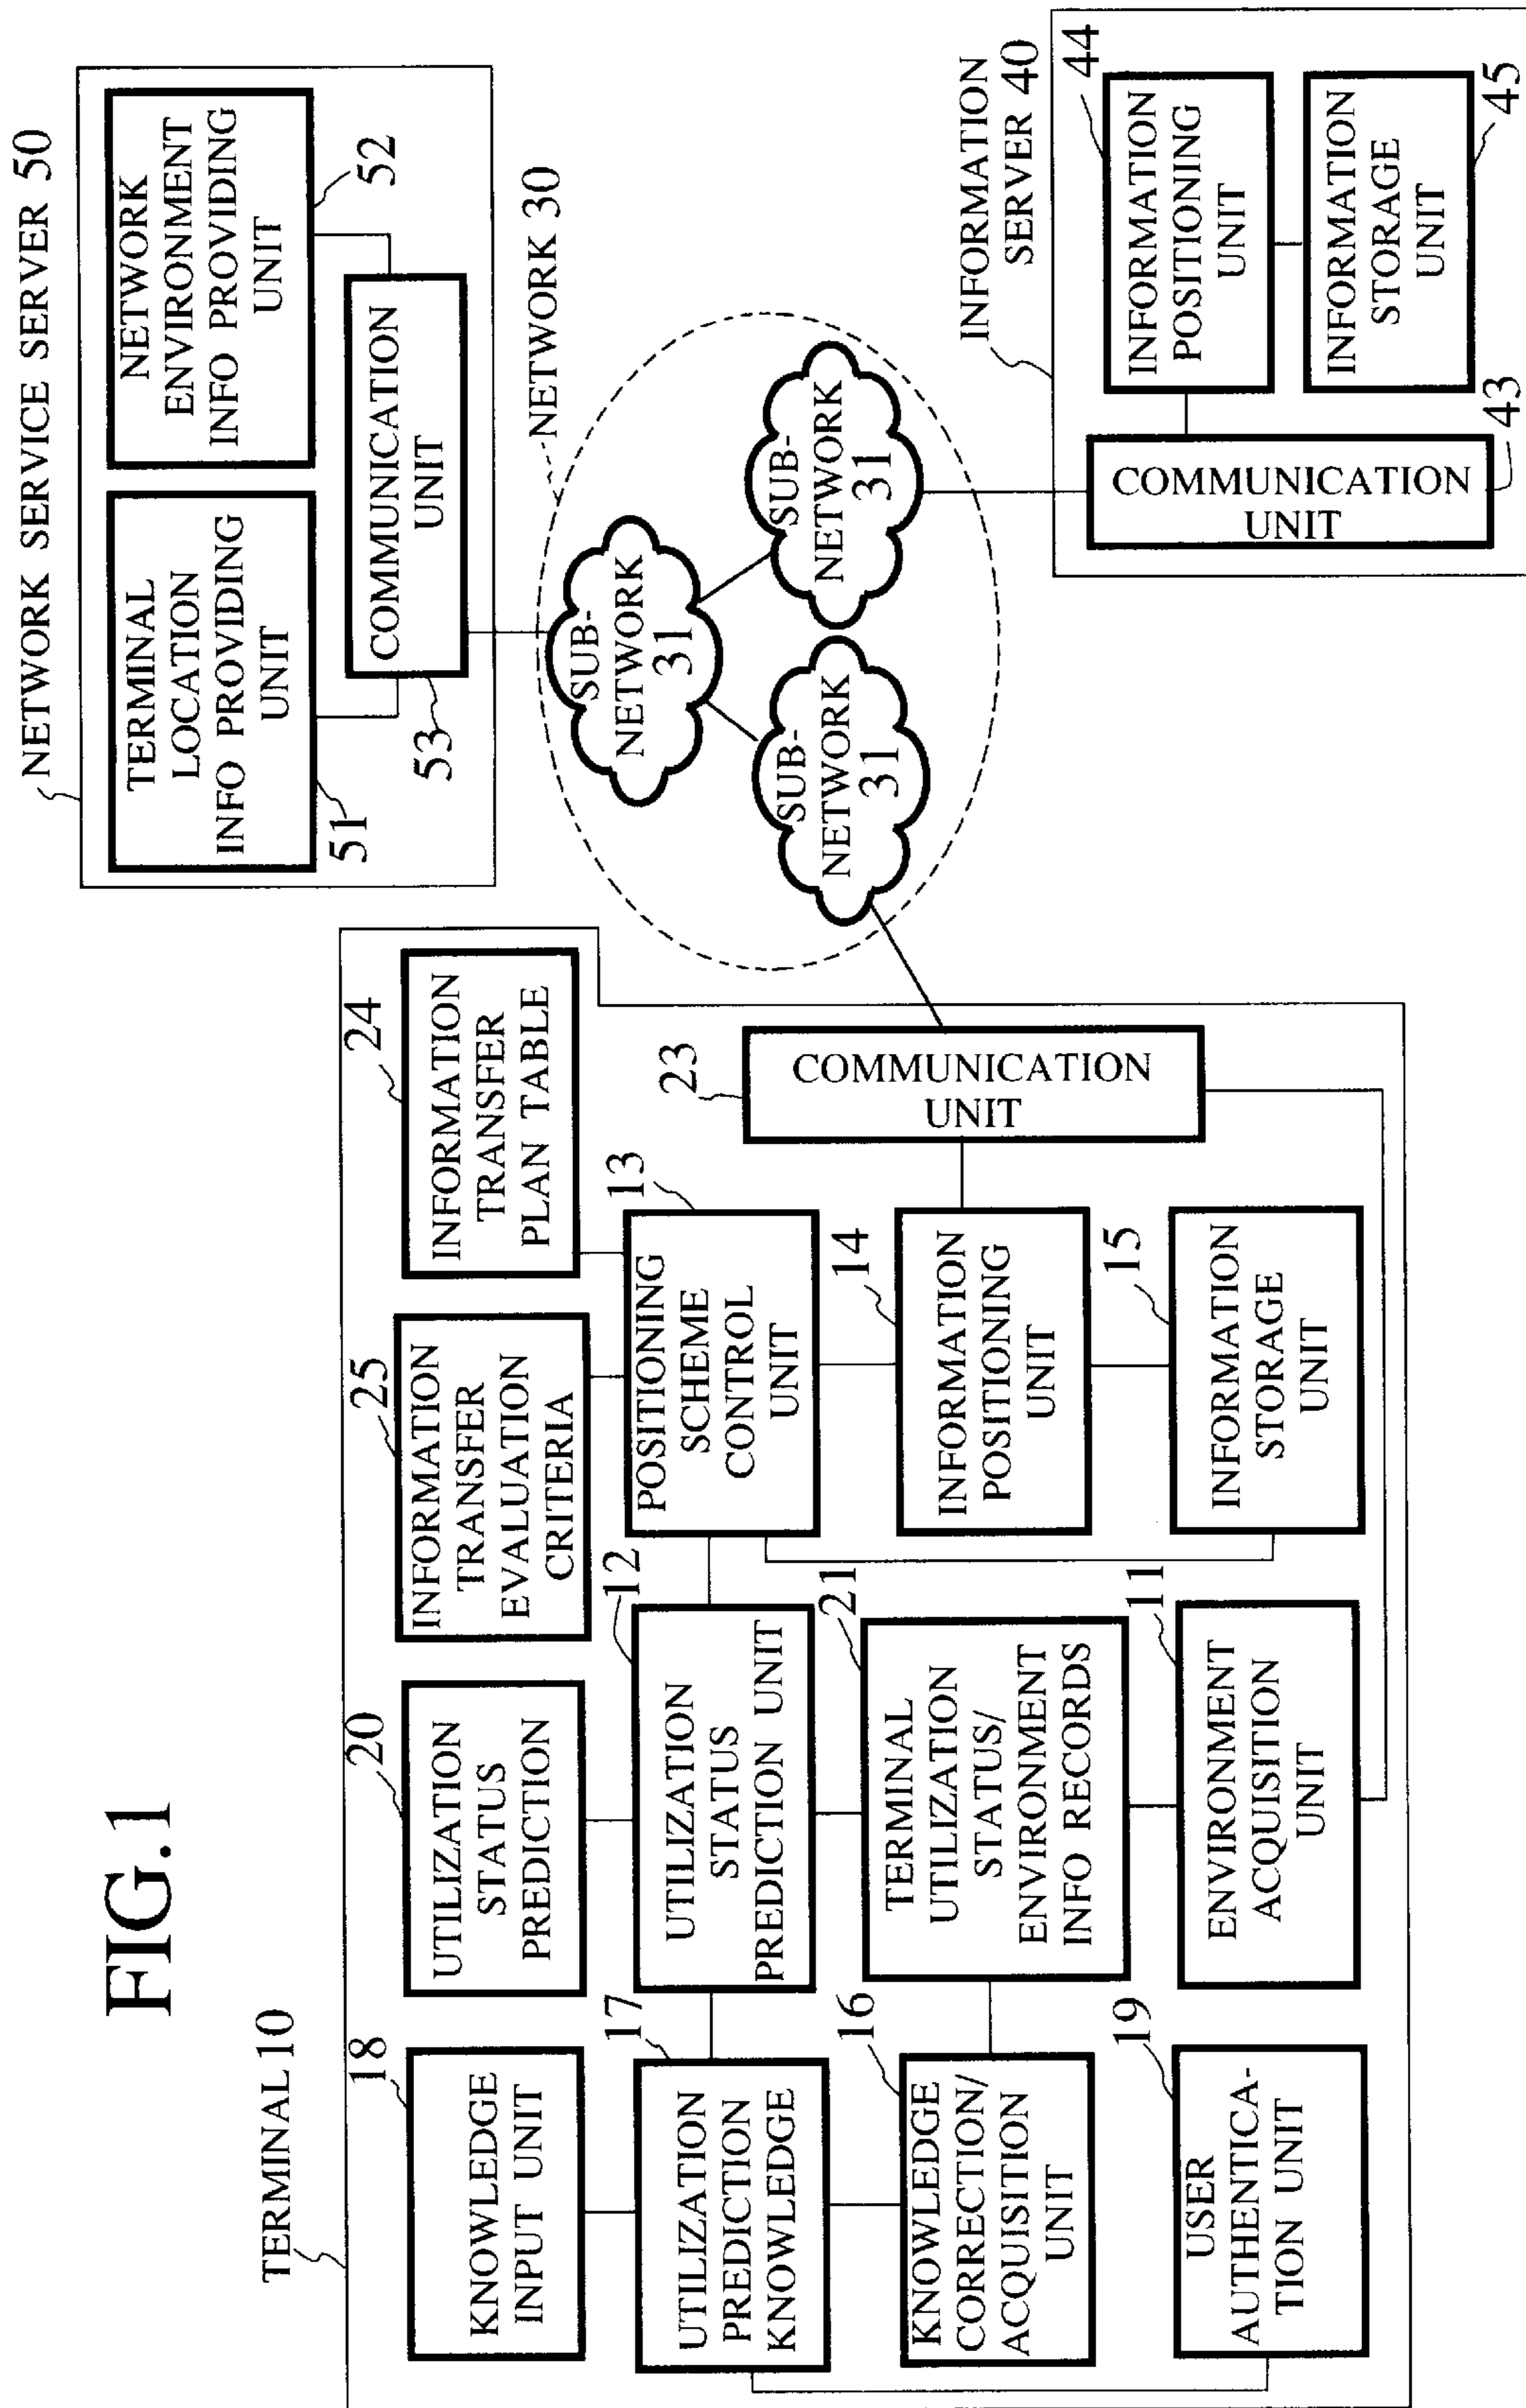 FIG.1
TERMINAL 10
18
KNOWLEDGE
INPUT UNIT
17
UTILIZATION
PREDICTION
KNOWLEDGE
16
KNOWLEDGE
CORRECTION/
ACQUISITION
UNIT
19
USER
AUTHENTICA-
TION UNIT
20
UTILIZATION
STATUS
PREDICTION
12
UTILIZATION
STATUS
PREDICTION UNIT
21
TERMINAL
UTILIZATION
STATUS/
ENVIRONMENT
INFO RECORDS
11
ENVIRONMENT
ACQUISITION
UNIT
25
INFORMATION
TRANSFER
EVALUATION
CRITERIA
13
POSITIONING
SCHEME
CONTROL
UNIT
14
INFORMATION
POSITIONING
UNIT
15
INFORMATION
STORAGE
UNIT
24
INFORMATION
TRANSFER
PLAN TABLE
23
COMMUNICATION
UNIT
NETWORK SERVICE SERVER 50
TERMINAL
LOCATION
INFO PROVIDING
UNIT
51
NETWORK
ENVIRONMENT
INFO PROVIDING
UNIT
52
COMMUNICATION
UNIT
53
NETWORK 30
SUB-
NETWORK
31
SUB-
NETWORK
31
SUB-
NETWORK
31
INFORMATION
SERVER 40
COMMUNICATION
UNIT
43
INFORMATION
POSITIONING
UNIT
44
INFORMATION
STORAGE
UNIT
45